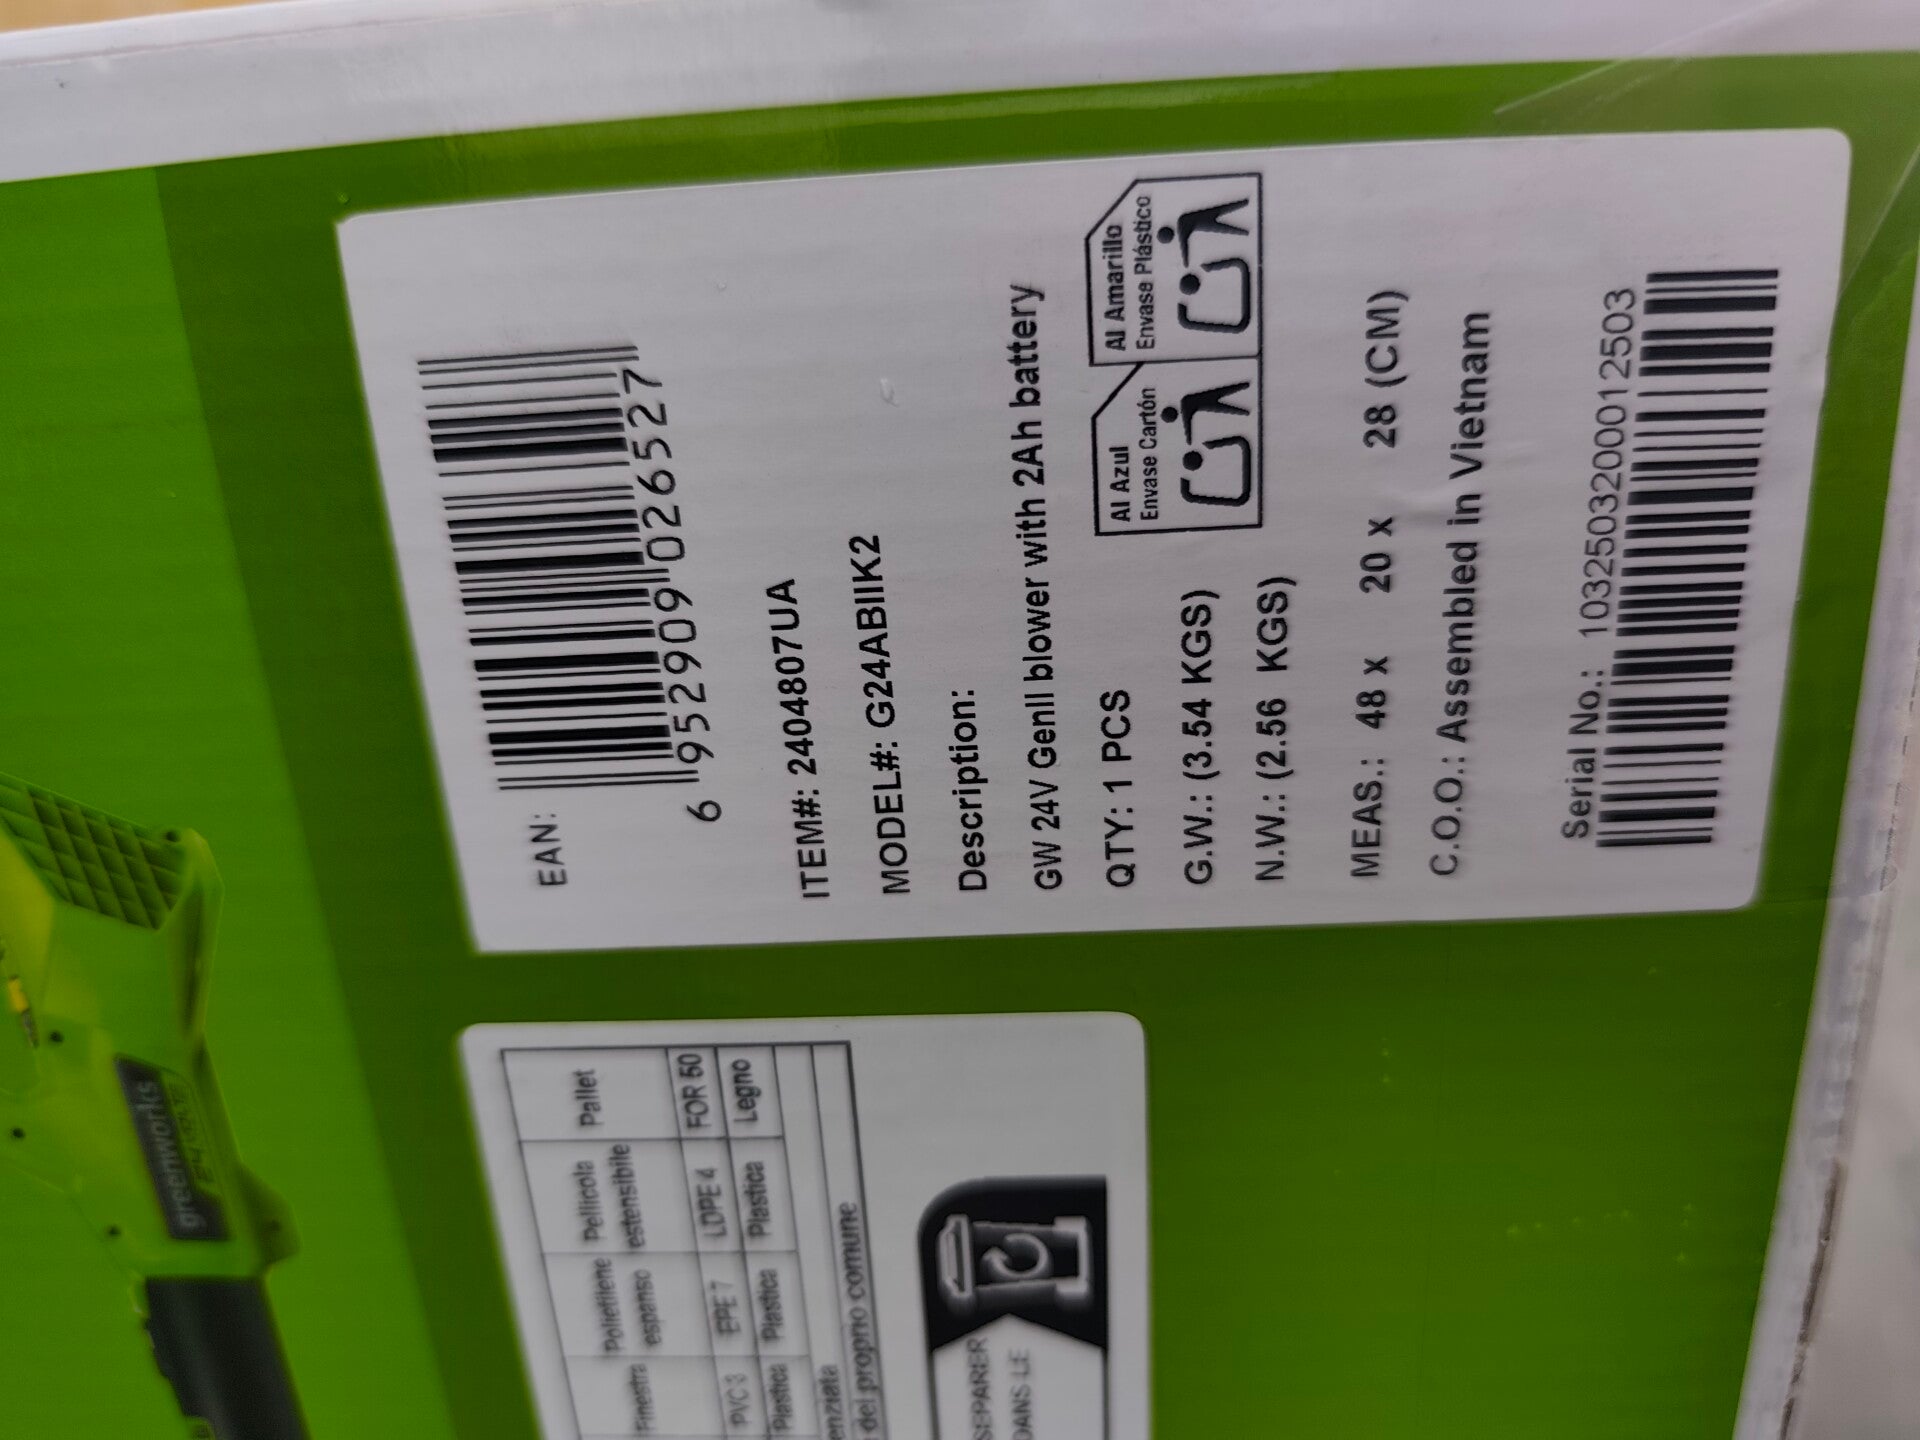 EAN:
6 952909 026527
ITEM#: 2404807UA
MODEL#: G24ABIIK2
Description:
GW 24V GenII blower with 2Ah battery
QTY: 1 PCS
Al Azul
Envase Cartón
Al Amarillo
Envase Plástico
G.W.: (3.54 KGS)
N.W.: (2.56 KGS)
MEAS.: 48 x 20 x 28 (CM)
C.O.O.: Assembled in Vietnam
Serial No.: 1032503200012503
greenworks
Finestra
Polietilene espanso
Pellicola estensibile
Pallet
PVC 3
EPE 7
LDPE 4
FOR 50
Plastica
Plastica
Plastica
Legno
enziata
del proprio comune
SEPARER
DANS LE